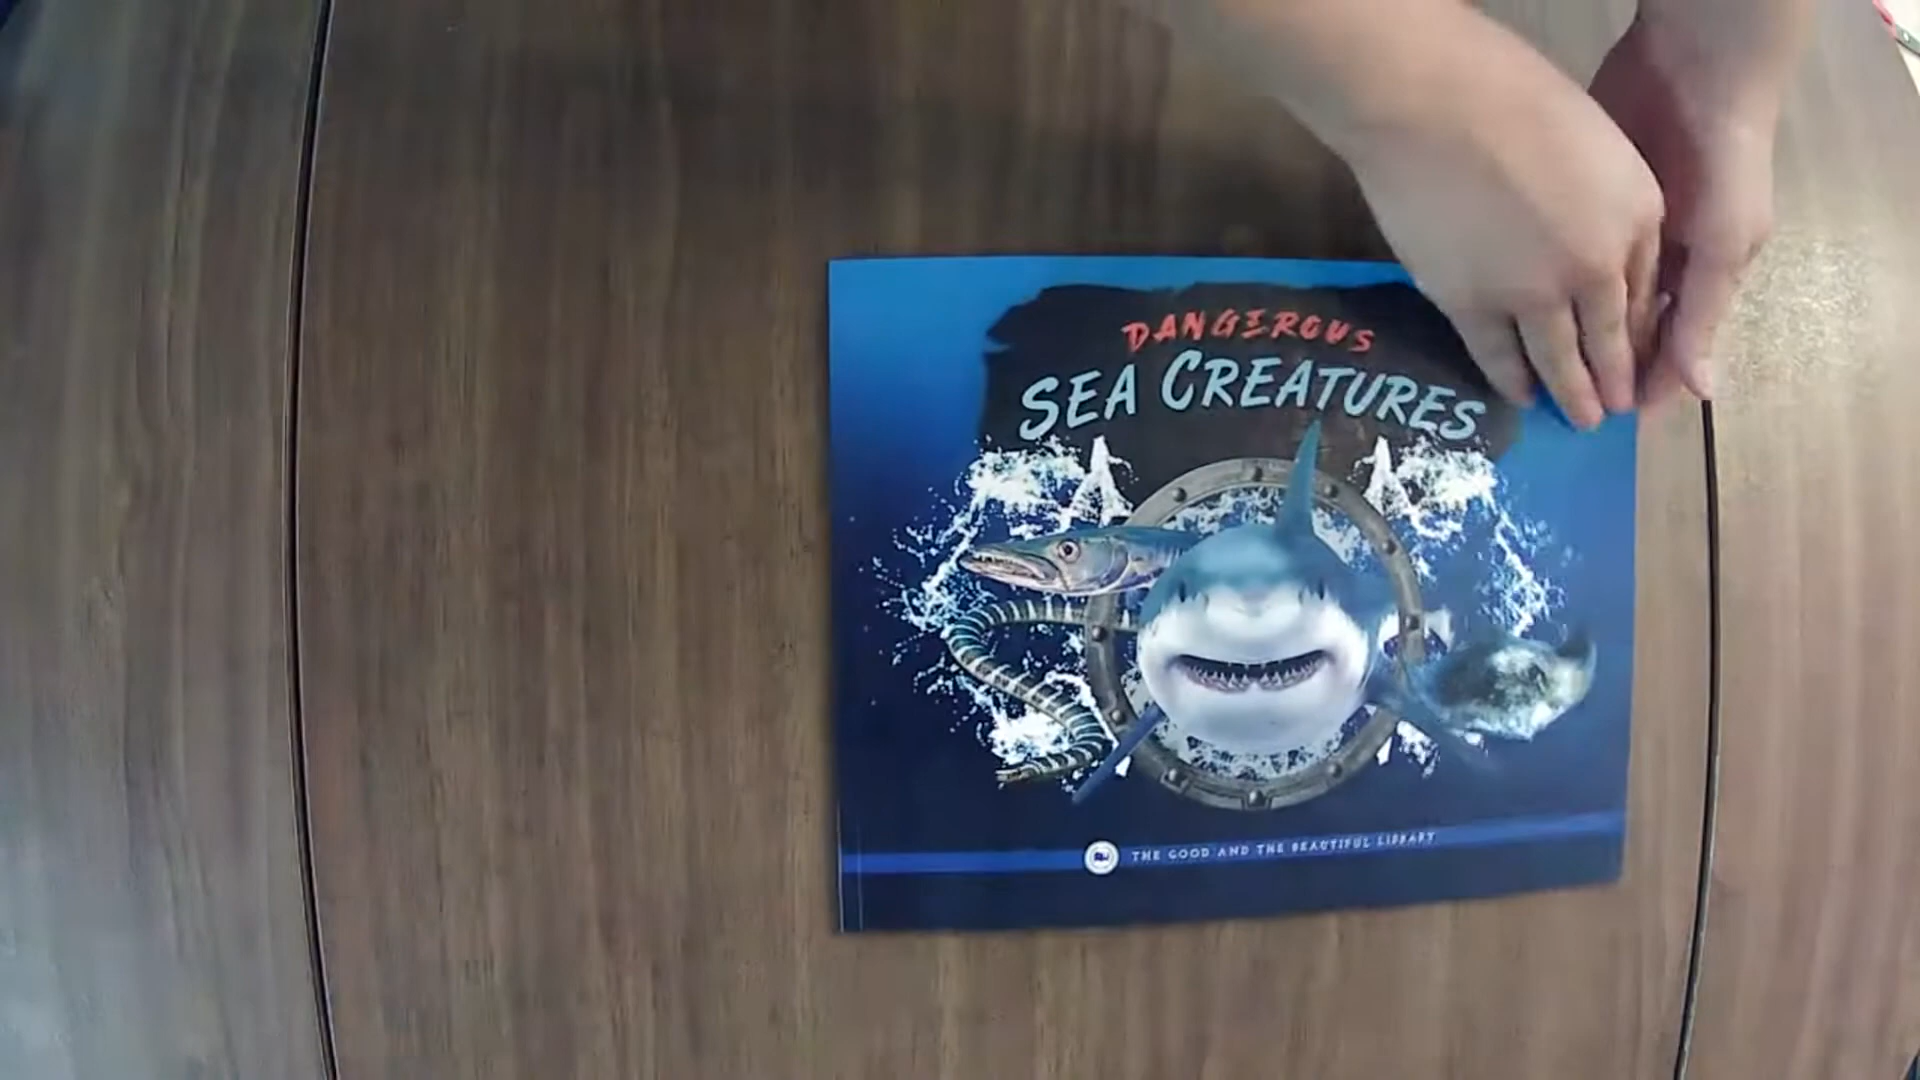 DANGEROUS
SEA CREATURES
THE GOOD AND THE BEAUTIFUL LIBRARY